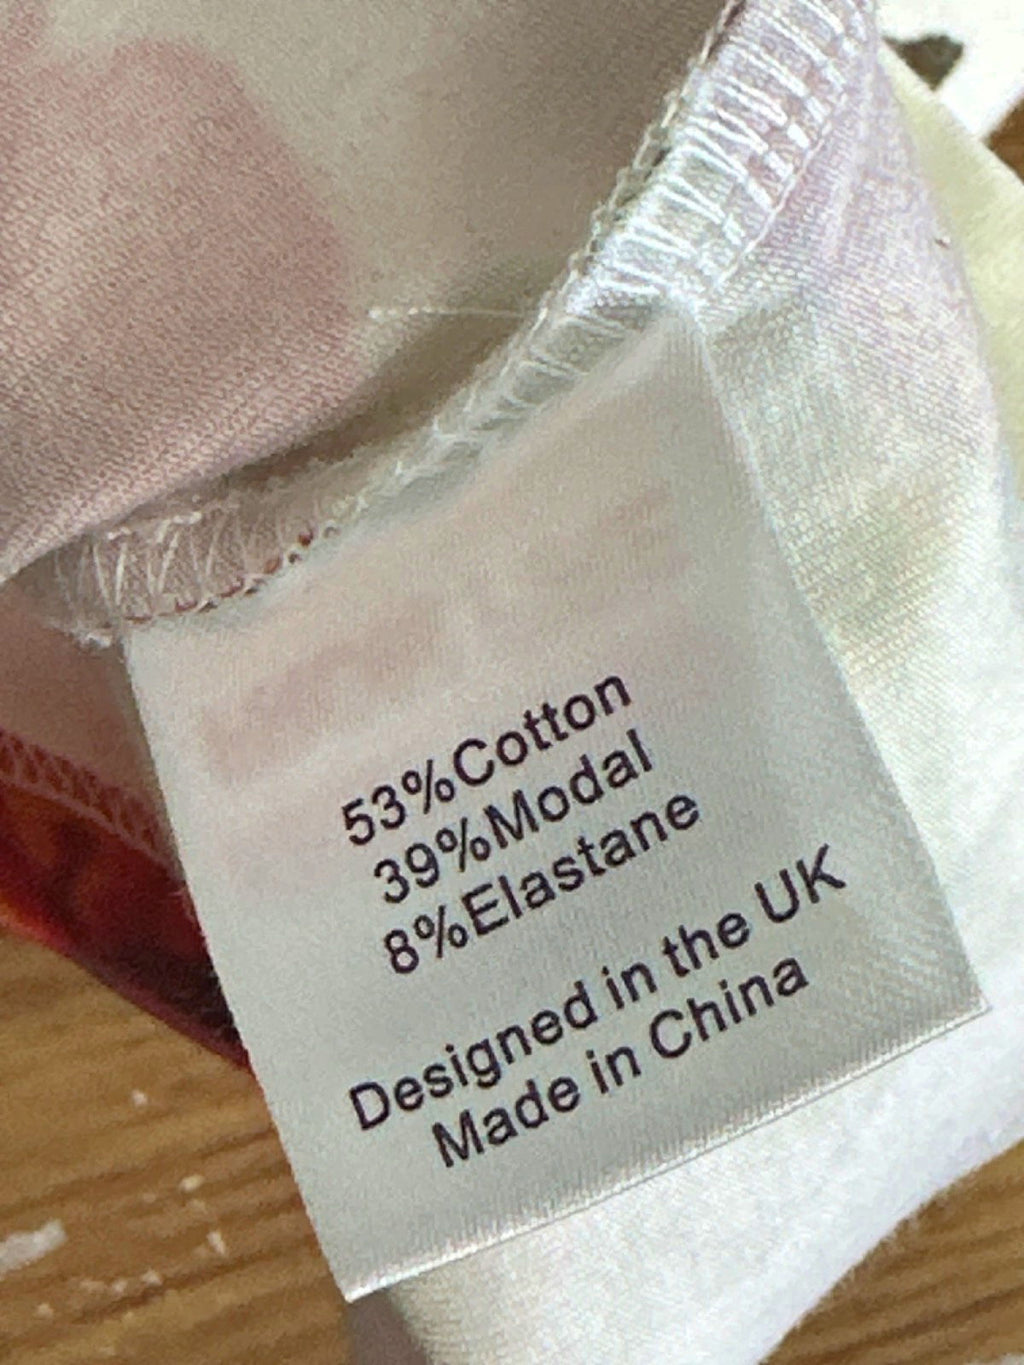 53%Cotton
39%Modal
8%Elastane
Designed in the UK
Made in China